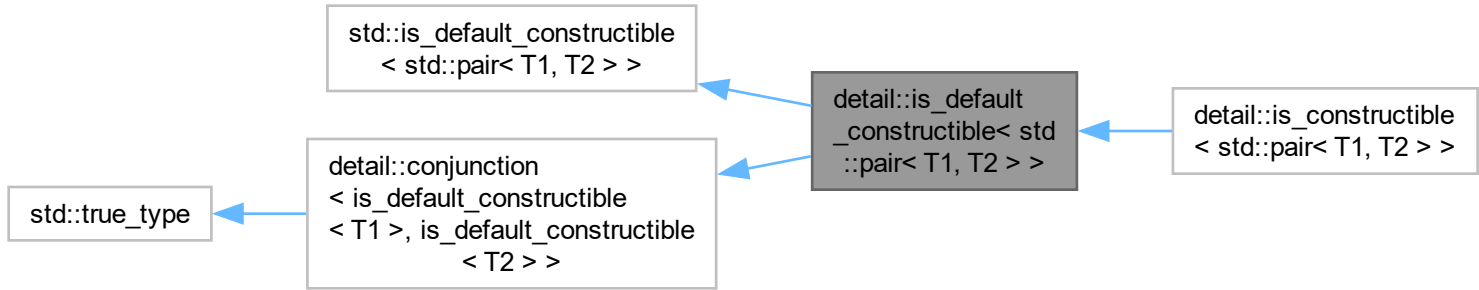 std::is_default_constructible
< std::pair< T1, T2 > >
detail::is_default
_constructible< std
::pair< T1, T2 > >
detail::is_constructible
< std::pair< T1, T2 > >
detail::conjunction
< is_default_constructible
< T1 >, is_default_constructible
< T2 > >
std::true_type